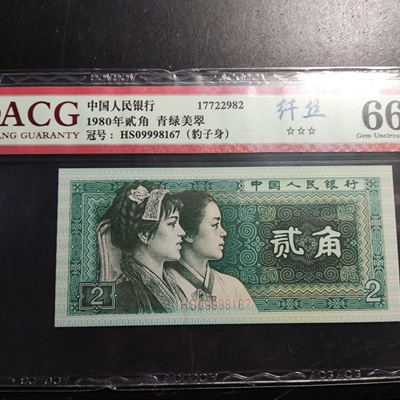 ACG
ANG GUARANTY
中国人民银行 17722982
1980年贰角 青绿美翠
冠号：HS09998167（豹子身）
纤丝
☆☆☆
66
Gem Uncircu
中国人民银行
贰角
HS09998167
2
2